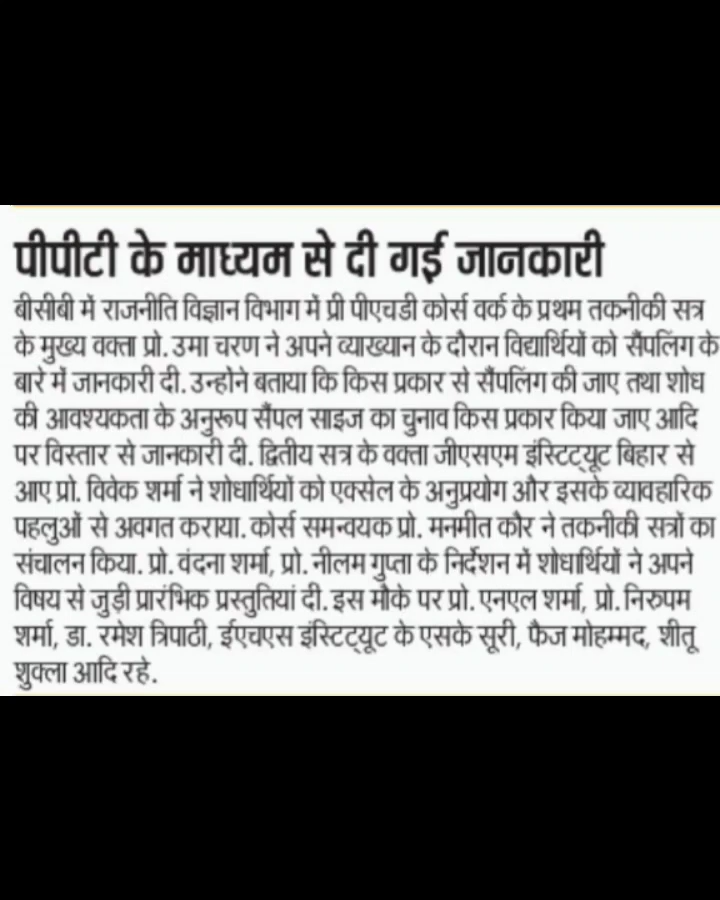 पीपीटी के माध्यम से दी गई जानकारी
बीसीबी में राजनीति विज्ञान विभाग में प्री पीएचडी कोर्स वर्क के प्रथम तकनीकी सत्र
के मुख्य वक्ता प्रो. उमा चरण ने अपने व्याख्यान के दौरान विद्यार्थियों को सैंपलिंग के
बारे में जानकारी दी. उन्होने बताया कि किस प्रकार से सैंपलिंग की जाए तथा शोध
की आवश्यकता के अनुरूप सैंपल साइज का चुनाव किस प्रकार किया जाए आदि
पर विस्तार से जानकारी दी. द्वितीय सत्र के वक्ता जीएसएम इंस्टिट्यूट बिहार से
आए प्रो. विवेक शर्मा ने शोधार्थियों को एक्सेल के अनुप्रयोग और इसके व्यावहारिक
पहलुओं से अवगत कराया. कोर्स समन्वयक प्रो. मनमीत कौर ने तकनीकी सत्रों का
संचालन किया. प्रो. वंदना शर्मा, प्रो. नीलम गुप्ता के निर्देशन में शोधार्थियों ने अपने
विषय से जुड़ी प्रारंभिक प्रस्तुतियां दी. इस मौके पर प्रो. एनएल शर्मा, प्रो. निरुपम
शर्मा, डा. रमेश त्रिपाठी, ईएचएस इंस्टिट्यूट के एसके सूरी, फैज मोहम्मद, शीतू
शुक्ला आदि रहे.